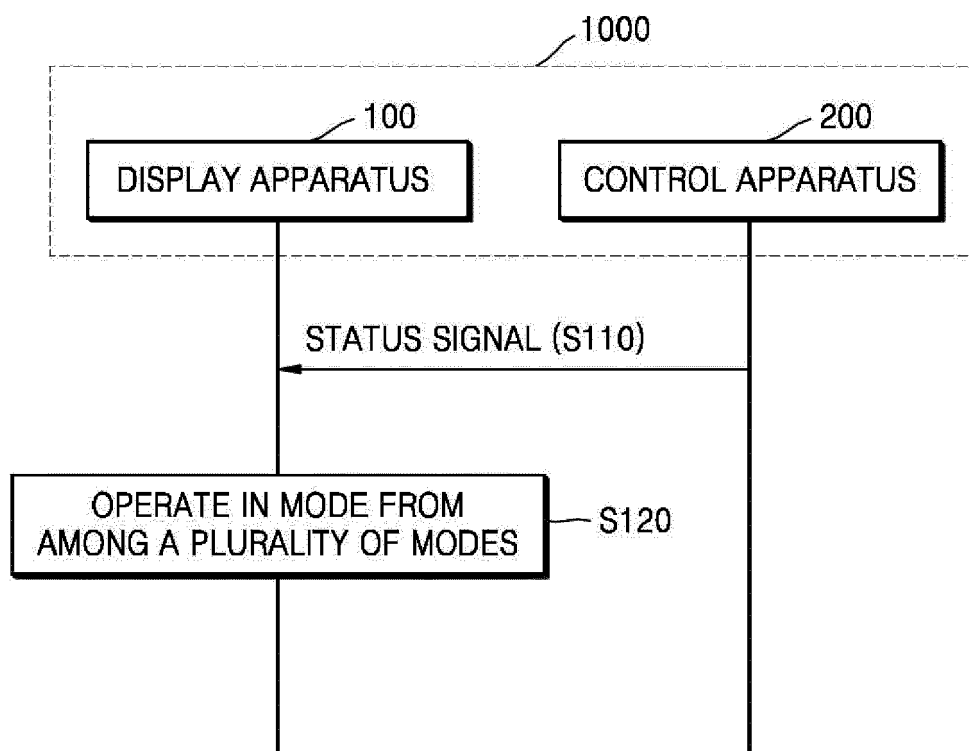 1000
100
200
DISPLAY APPARATUS
CONTROL APPARATUS
STATUS SIGNAL (S110)
OPERATE IN MODE FROM
AMONG A PLURALITY OF MODES
S120